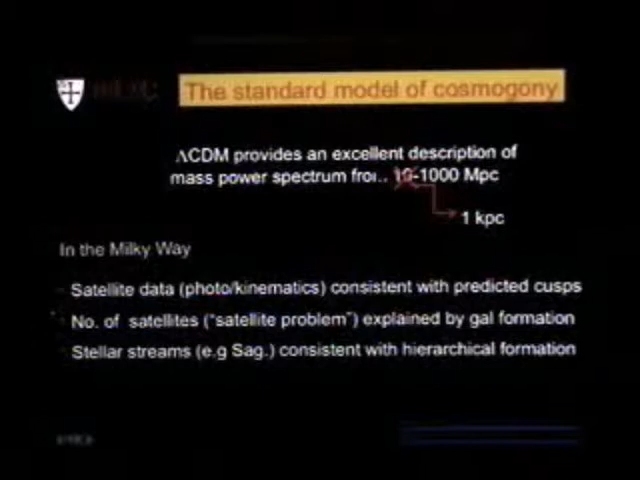 The standard model of cosmogony
ΛCDM provides an excellent description of
mass power spectrum from.. 10-1000 Mpc
1 kpc
In the Milky Way
Satellite data (photo/kinematics) consistent with predicted cusps
No. of satellites ("satellite problem") explained by gal formation
Stellar streams (e.g Sag.) consistent with hierarchical formation